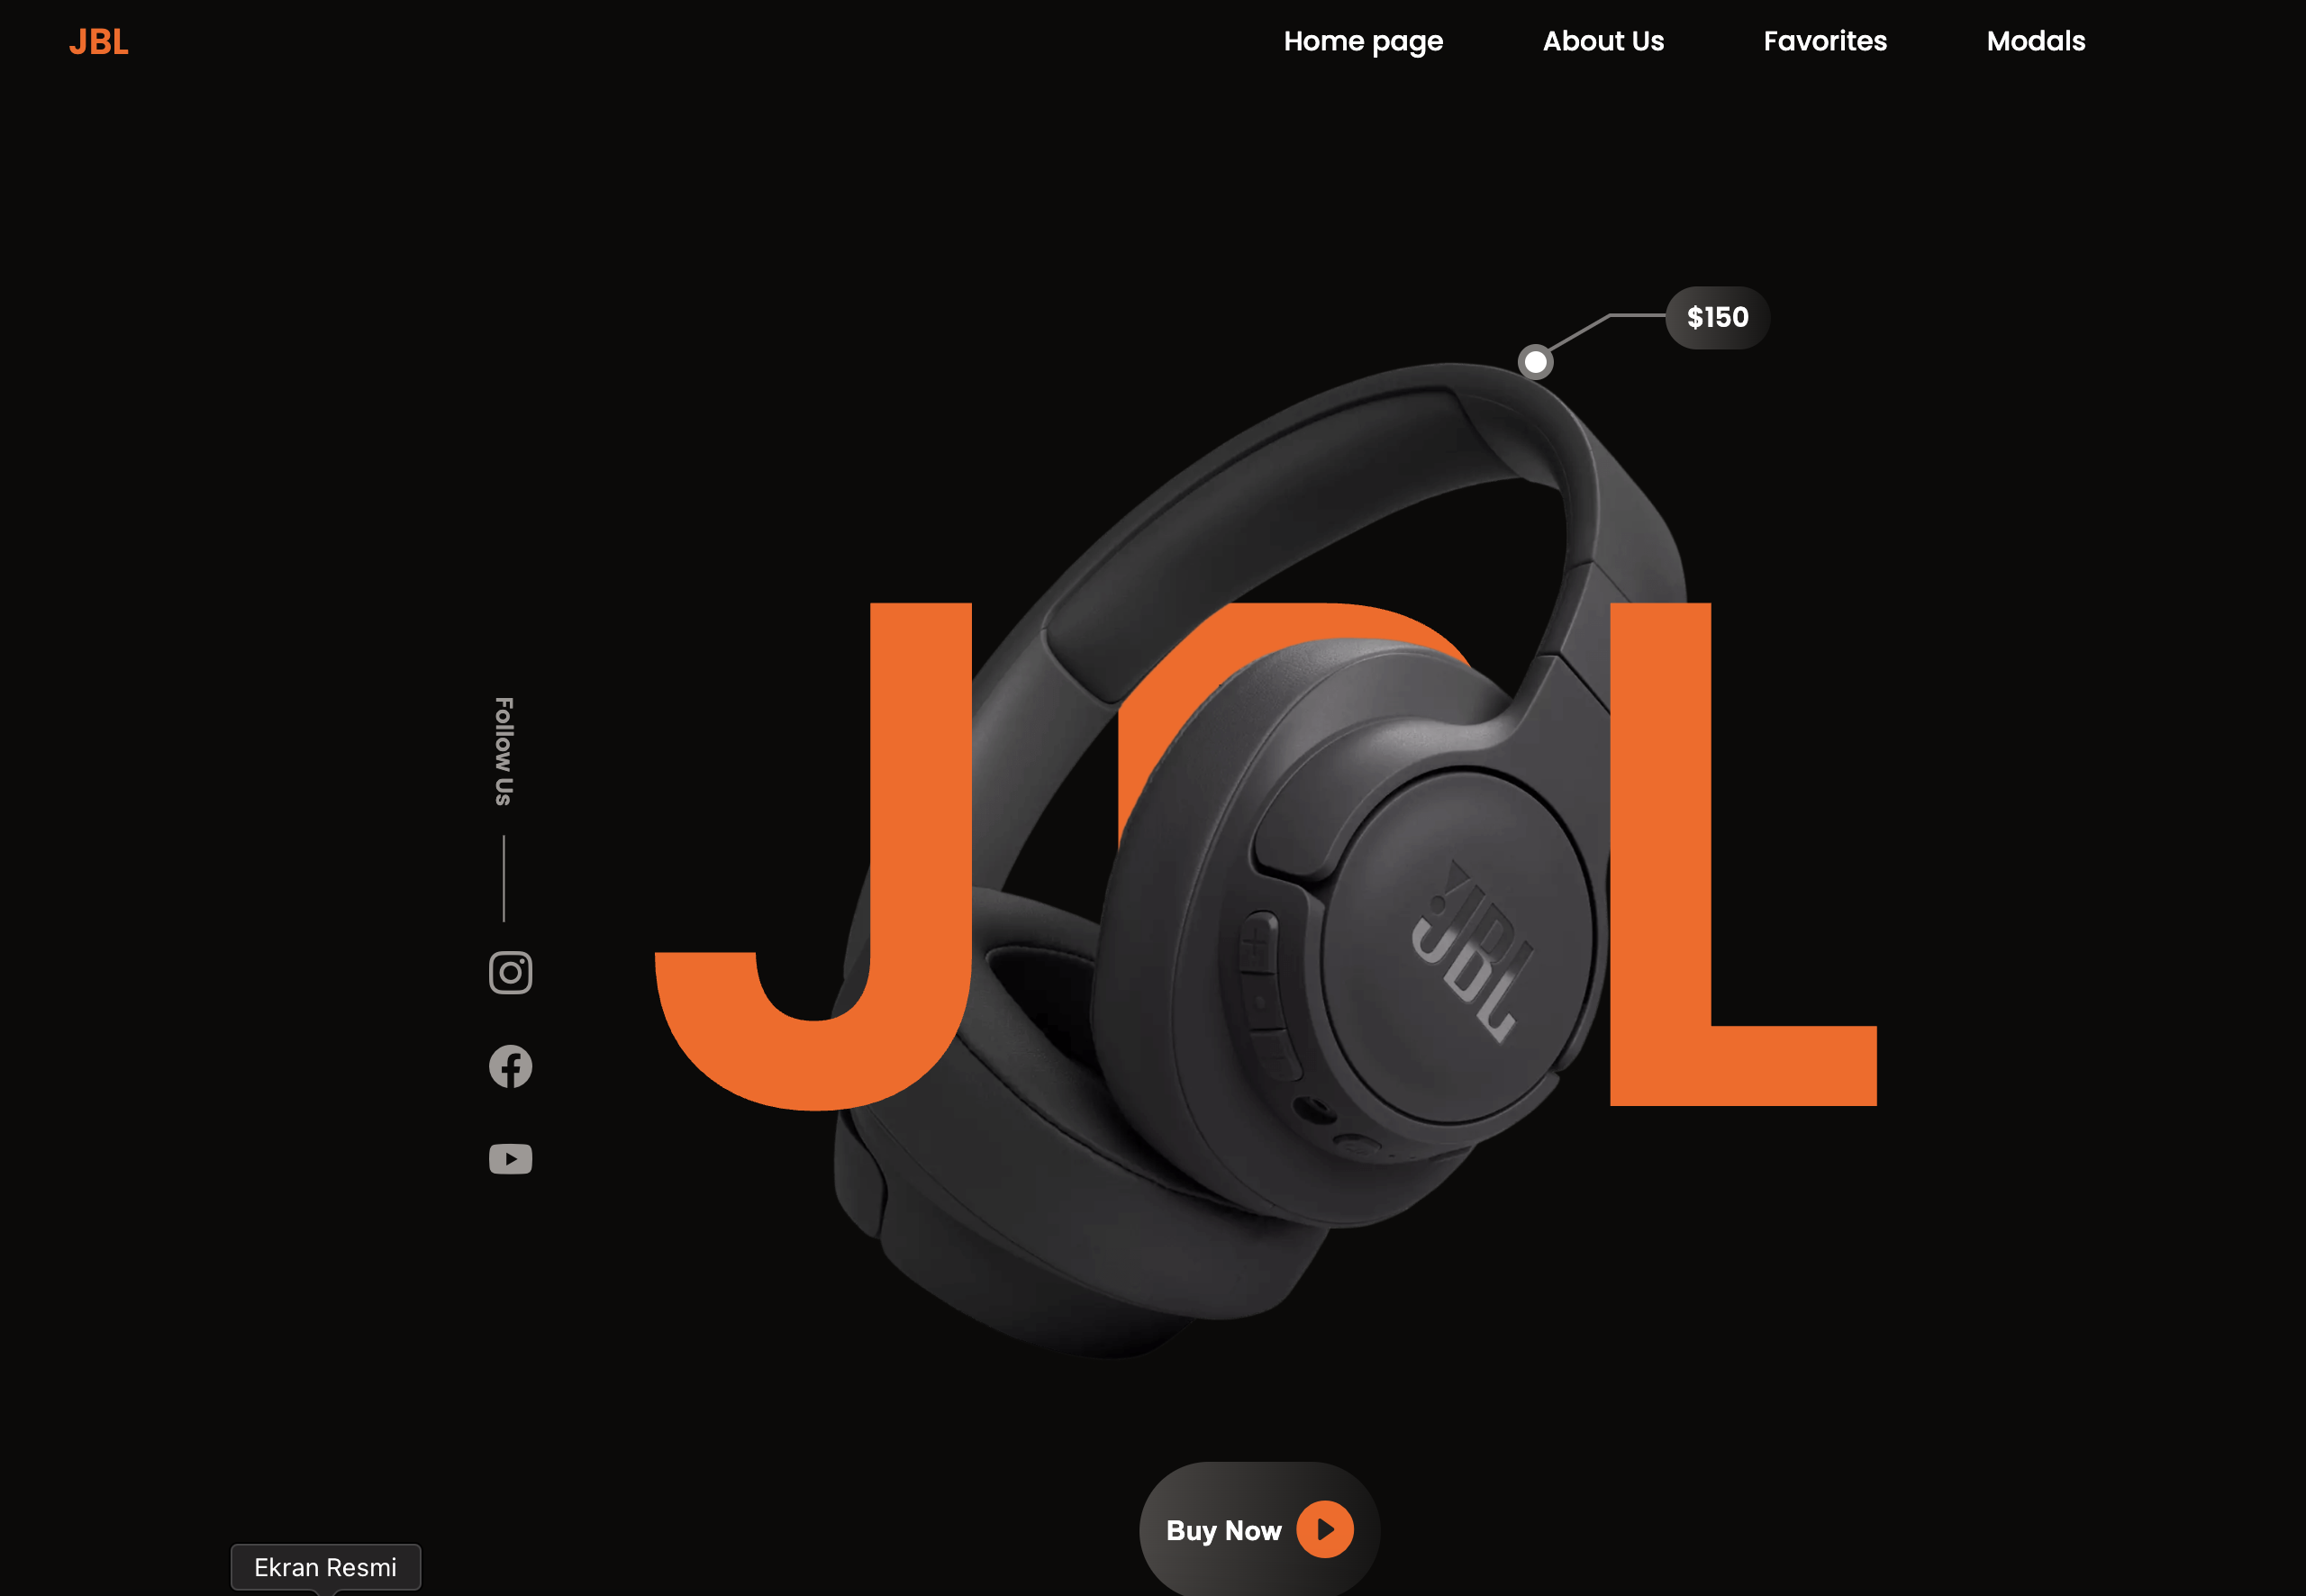 JBL
Home page
About Us
Favorites
Modals
$150
JBL
JBL
Follow Us
Buy Now
Ekran Resmi